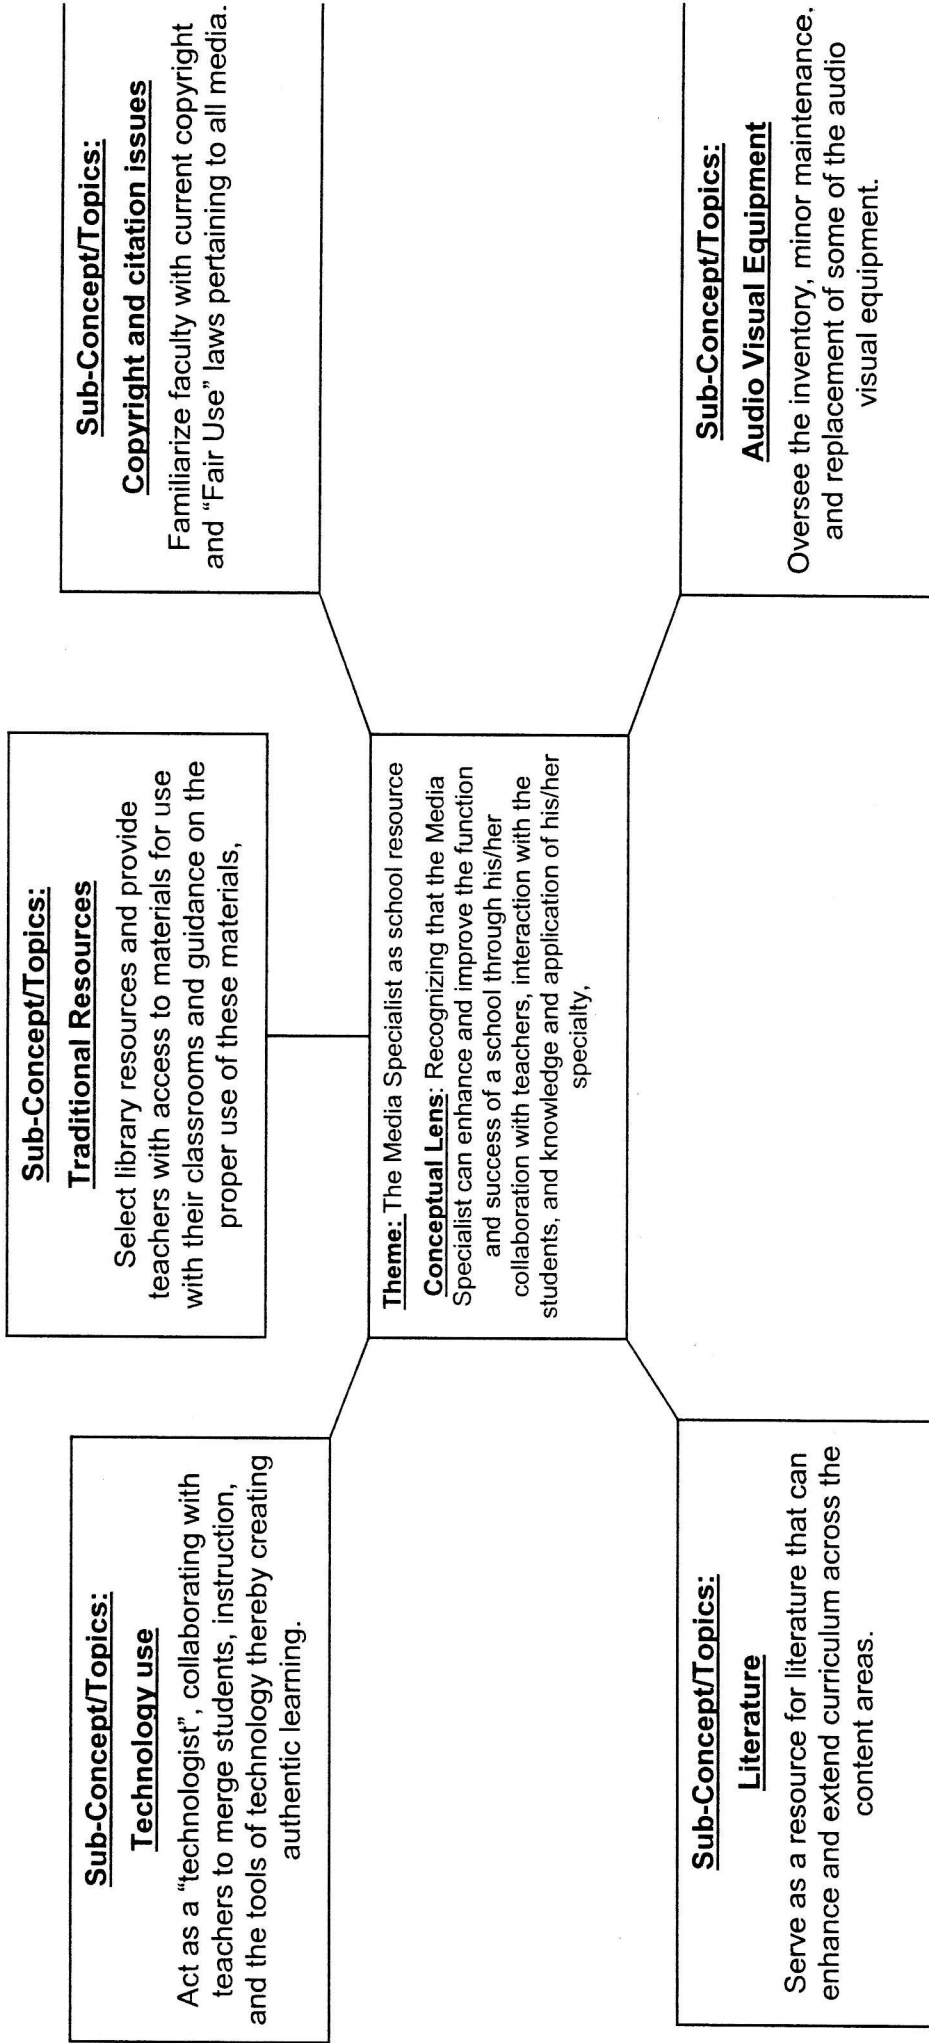 Sub-Concept/Topics:
Technology use
Act as a "technologist", collaborating with
teachers to merge students, instruction,
and the tools of technology thereby creating
authentic learning.
Sub-Concept/Topics:
Traditional Resources
Select library resources and provide
teachers with access to materials for use
with their classrooms and guidance on the
proper use of these materials,
Sub-Concept/Topics:
Copyright and citation issues
Familiarize faculty with current copyright
and “Fair Use” laws pertaining to all media.
Theme: The Media Specialist as school resource
Conceptual Lens: Recognizing that the Media
Specialist can enhance and improve the function
and success of a school through his/her
collaboration with teachers, interaction with the
students, and knowledge and application of his/her
specialty,
Sub-Concept/Topics:
Literature
Serve as a resource for literature that can
enhance and extend curriculum across the
content areas.
Sub-Concept/Topics:
Audio Visual Equipment
Oversee the inventory, minor maintenance,
and replacement of some of the audio
visual equipment.